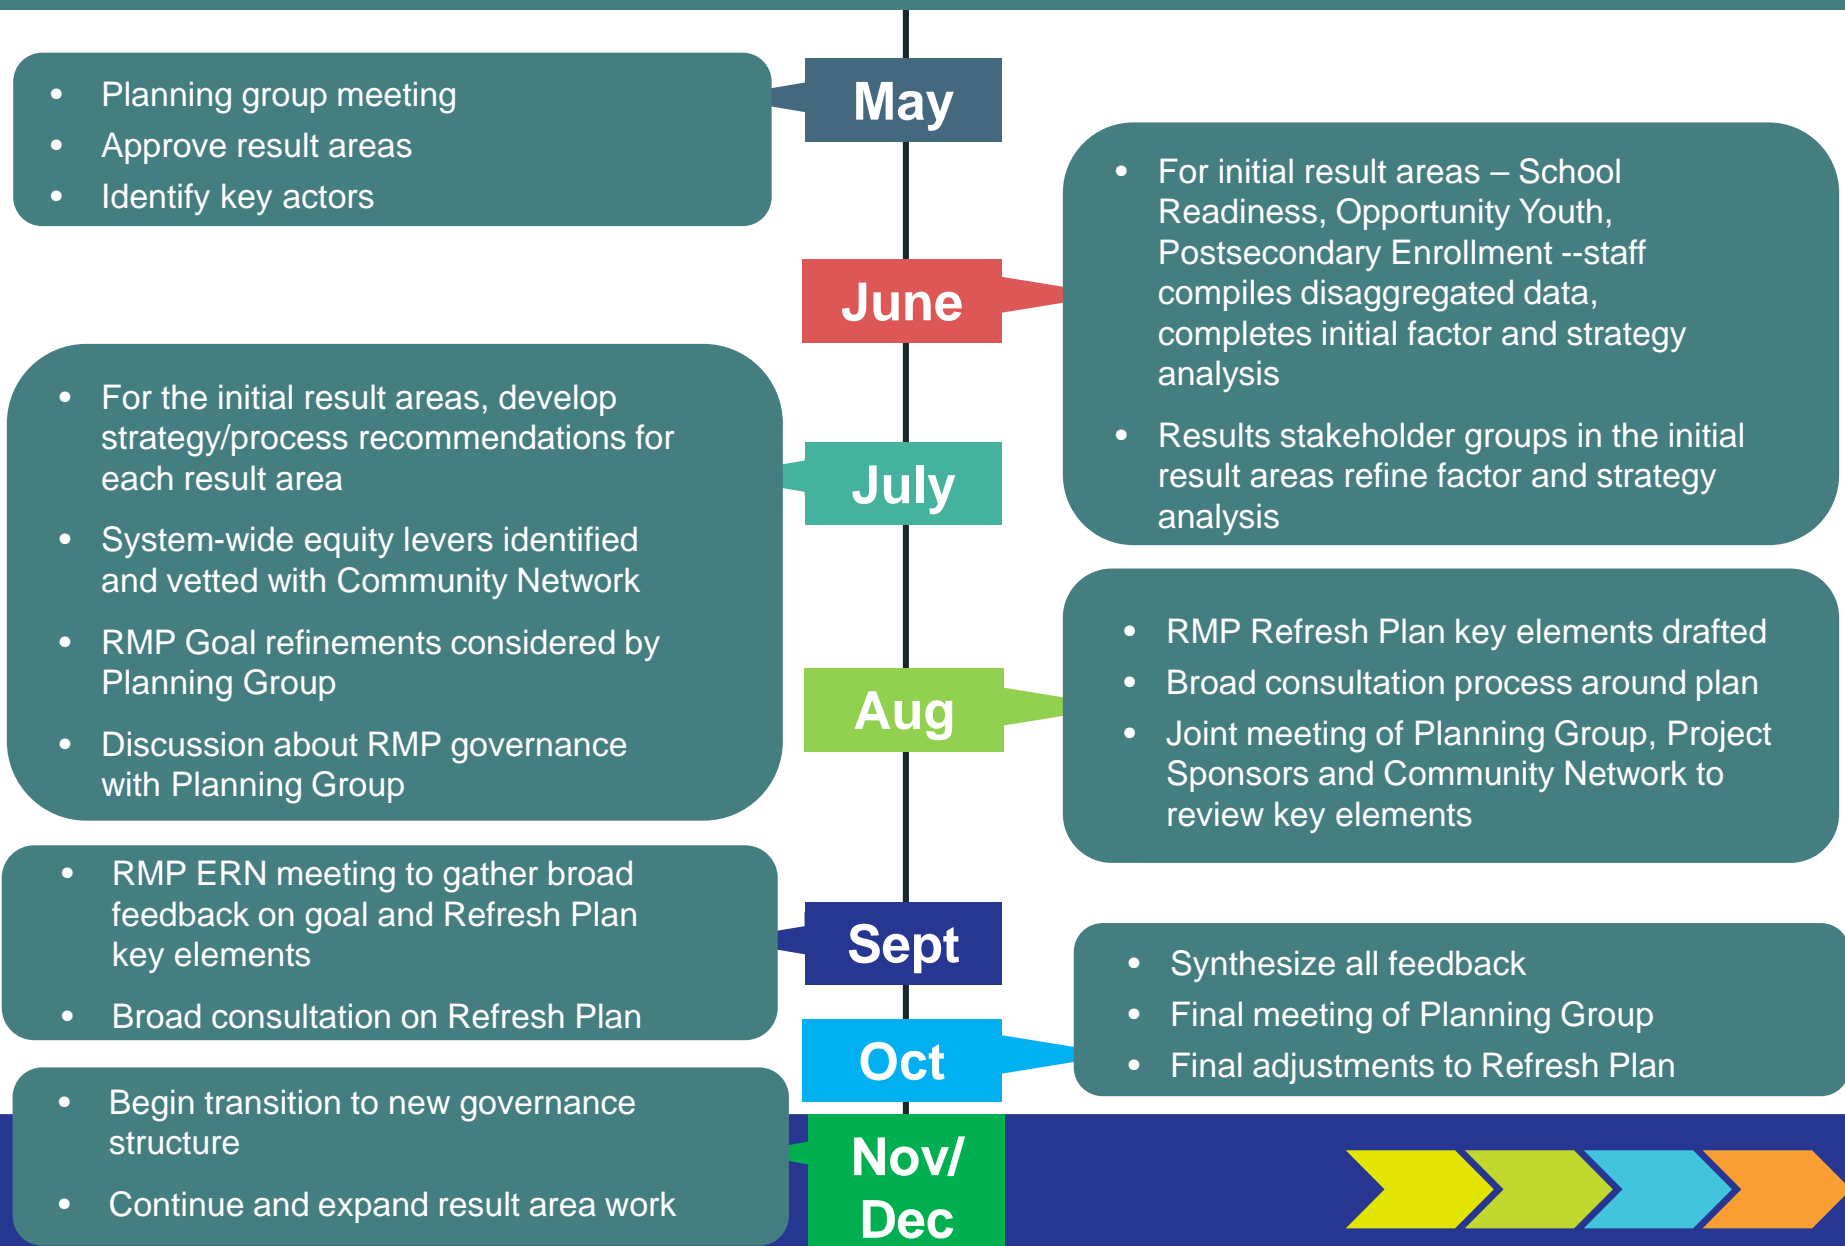 May
• Planning group meeting
• Approve result areas
• Identify key actors
June
• For initial result areas – School
Readiness, Opportunity Youth,
Postsecondary Enrollment --staff
compiles disaggregated data,
completes initial factor and strategy
analysis
• Results stakeholder groups in the initial
result areas refine factor and strategy
analysis
July
• For the initial result areas, develop
strategy/process recommendations for
each result area
• System-wide equity levers identified
and vetted with Community Network
• RMP Goal refinements considered by
Planning Group
• Discussion about RMP governance
with Planning Group
Aug
• RMP Refresh Plan key elements drafted
• Broad consultation process around plan
• Joint meeting of Planning Group, Project
Sponsors and Community Network to
review key elements
Sept
• RMP ERN meeting to gather broad
feedback on goal and Refresh Plan
key elements
• Broad consultation on Refresh Plan
Oct
• Synthesize all feedback
• Final meeting of Planning Group
• Final adjustments to Refresh Plan
Nov/
Dec
• Begin transition to new governance
structure
• Continue and expand result area work